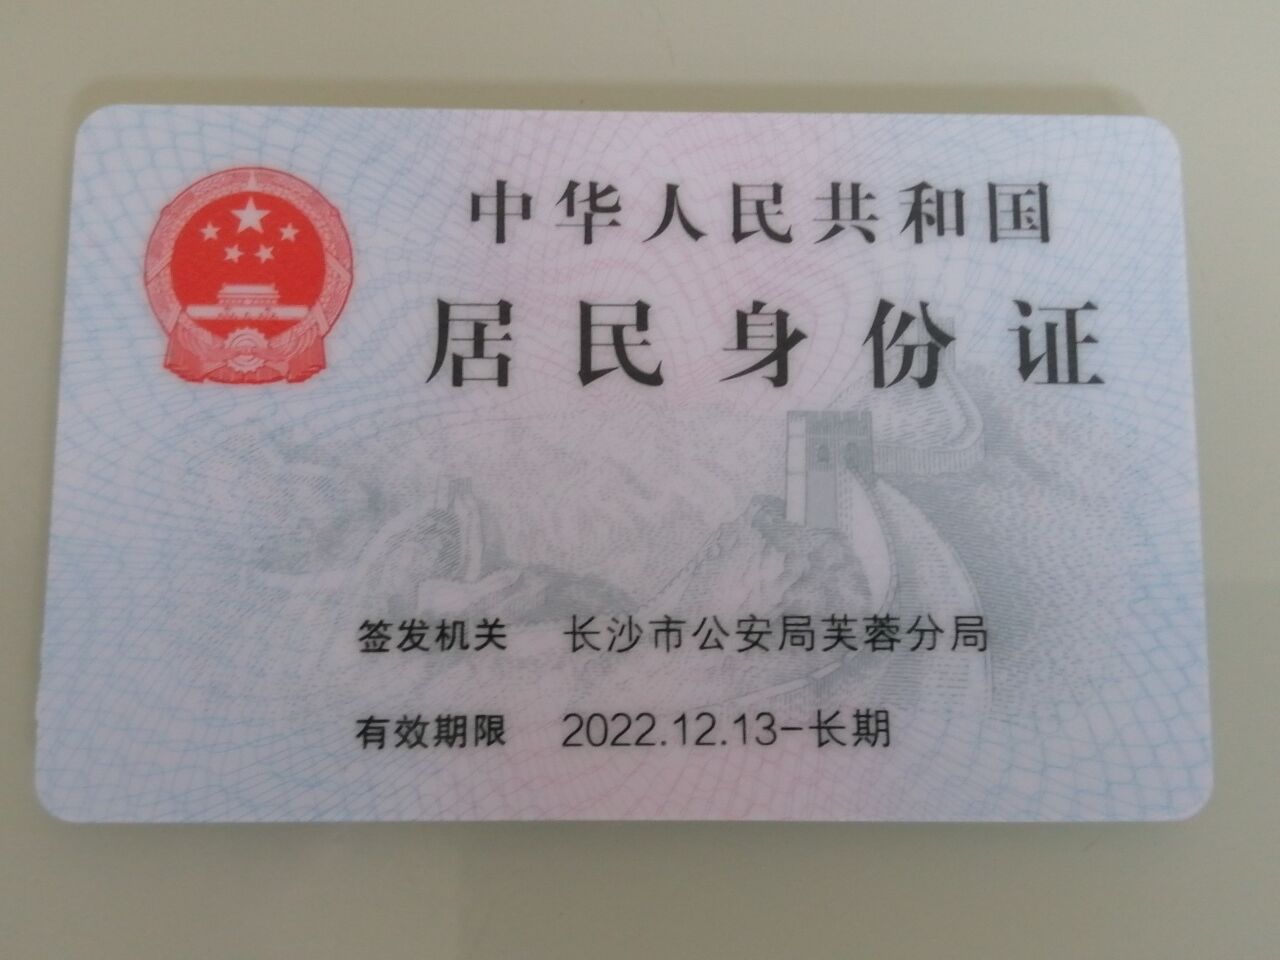 中华人民共和国
居民身份证
签发机关 长沙市公安局芙蓉分局
有效期限 2022.12.13-长期